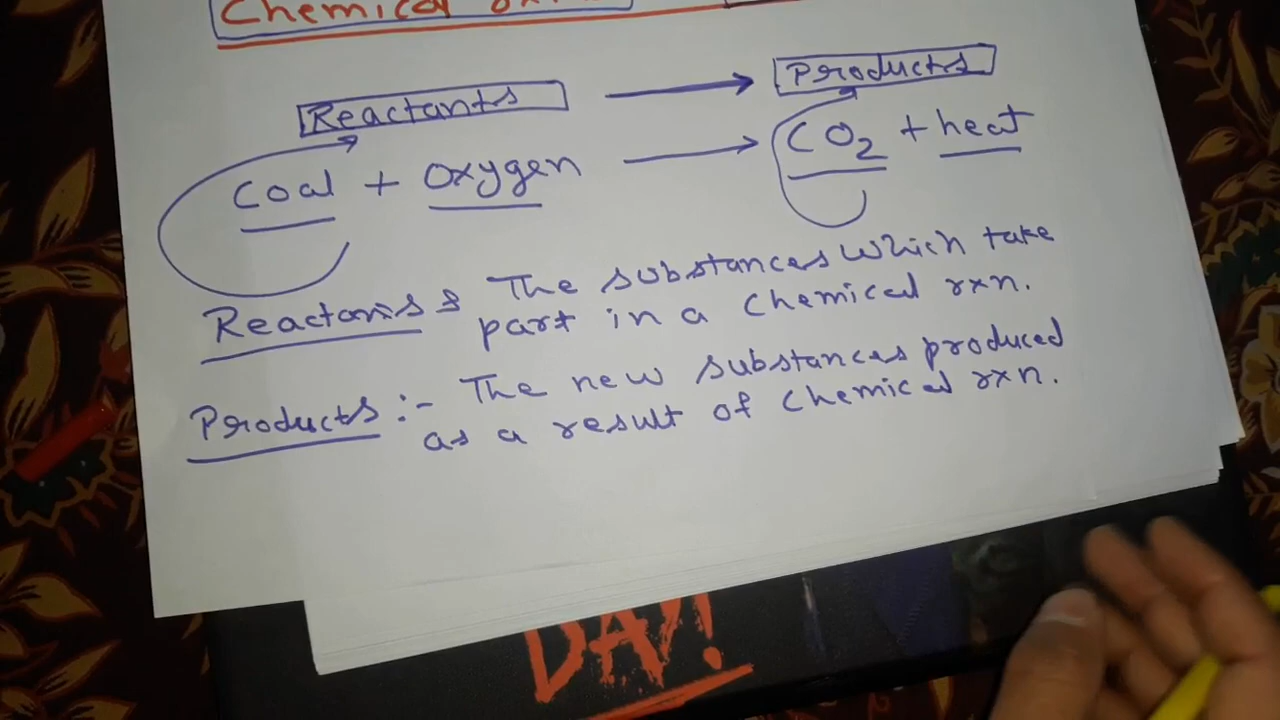 Chemical
Reactants → Products
Coal + Oxygen → CO2 + heat
Reactants : The substances which take
part in a Chemical rxn.
Products :- The new substances produced
as a result of Chemical rxn.
DAY!